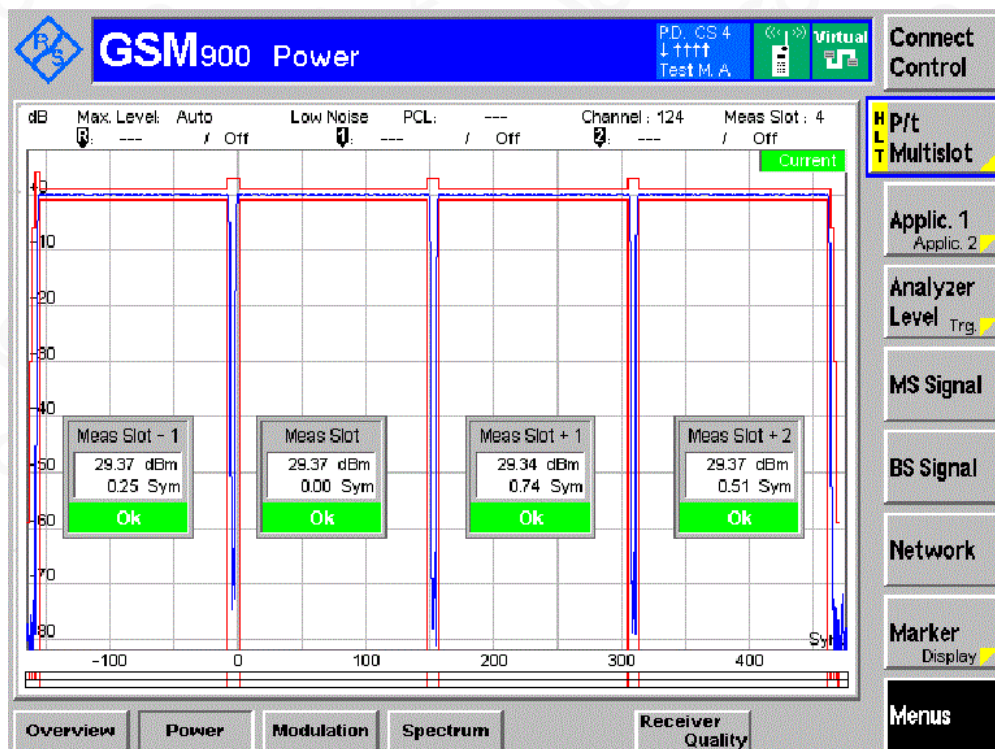 R S
GSM900 Power
P.D. CS 4
↓ ↑↑↑↑
Test M. A
Virtual
Connect Control
dB Max. Level: Auto Low Noise PCL: --- Channel : 124 Meas Slot : 4
R: --- / Off 1: --- / Off 2: --- / Off
Current
H L T
P/t Multislot
Applic. 1
Applic. 2
Analyzer Level Trg.
MS Signal
BS Signal
Network
Marker
Display
Menus
+0
-10
-20
-30
-40
-50
-60
-70
-80
Meas Slot - 1
29.37 dBm
0.25 Sym
Ok
Meas Slot
29.37 dBm
0.00 Sym
Ok
Meas Slot + 1
29.34 dBm
0.74 Sym
Ok
Meas Slot + 2
29.37 dBm
0.51 Sym
Ok
-100 0 100 200 300 400
Overview Power Modulation Spectrum Receiver Quality